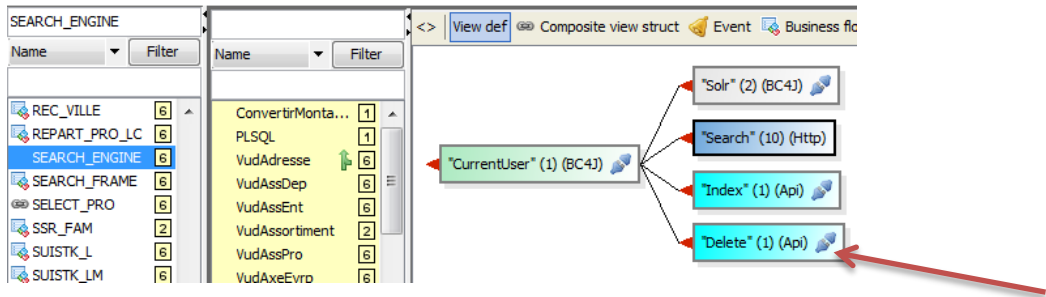 SEARCH_ENGINE
Name Filter
REC_VILLE 6
REPART_PRO_LC 6
SEARCH_ENGINE 6
SEARCH_FRAME 6
SELECT_PRO 6
SSR_FAM 2
SUISTK_L 6
SUISTK_LM 6
Name Filter
ConvertirMonta... 1
PLSQL 1
VudAdresse 6
VudAssDep 6
VudAssEnt 6
VudAssortiment 2
VudAssPro 6
VudAxeEvrp 6
<> View def Composite view struct Event Business flo
"CurrentUser" (1) (BC4J)
"Solr" (2) (BC4J)
"Search" (10) (Http)
"Index" (1) (Api)
"Delete" (1) (Api)